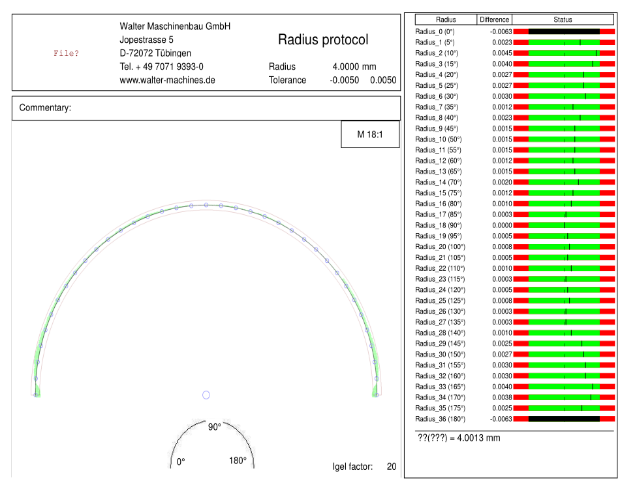 File?
Walter Maschinenbau GmbH
Jopestrasse 5
D-72072 Tübingen
Tel. + 49 7071 9393-0
www.walter-machines.de
Radius protocol
Radius 4.0000 mm
Tolerance -0.0050 0.0050
Commentary:
M 18:1
90°
0° 180°
Igel factor: 20
Radius Difference Status
Radius_0 (0°) -0.0063
Radius_1 (5°) 0.0023
Radius_2 (10°) 0.0045
Radius_3 (15°) 0.0040
Radius_4 (20°) 0.0027
Radius_5 (25°) 0.0027
Radius_6 (30°) 0.0030
Radius_7 (35°) 0.0012
Radius_8 (40°) 0.0023
Radius_9 (45°) 0.0015
Radius_10 (50°) 0.0015
Radius_11 (55°) 0.0015
Radius_12 (60°) 0.0012
Radius_13 (65°) 0.0015
Radius_14 (70°) 0.0020
Radius_15 (75°) 0.0012
Radius_16 (80°) 0.0010
Radius_17 (85°) 0.0003
Radius_18 (90°) 0.0000
Radius_19 (95°) 0.0005
Radius_20 (100°) 0.0008
Radius_21 (105°) 0.0005
Radius_22 (110°) 0.0010
Radius_23 (115°) 0.0003
Radius_24 (120°) 0.0005
Radius_25 (125°) 0.0008
Radius_26 (130°) 0.0003
Radius_27 (135°) 0.0003
Radius_28 (140°) 0.0010
Radius_29 (145°) 0.0025
Radius_30 (150°) 0.0027
Radius_31 (155°) 0.0030
Radius_32 (160°) 0.0030
Radius_33 (165°) 0.0040
Radius_34 (170°) 0.0038
Radius_35 (175°) 0.0025
Radius_36 (180°) -0.0063
??(???) = 4.0013 mm